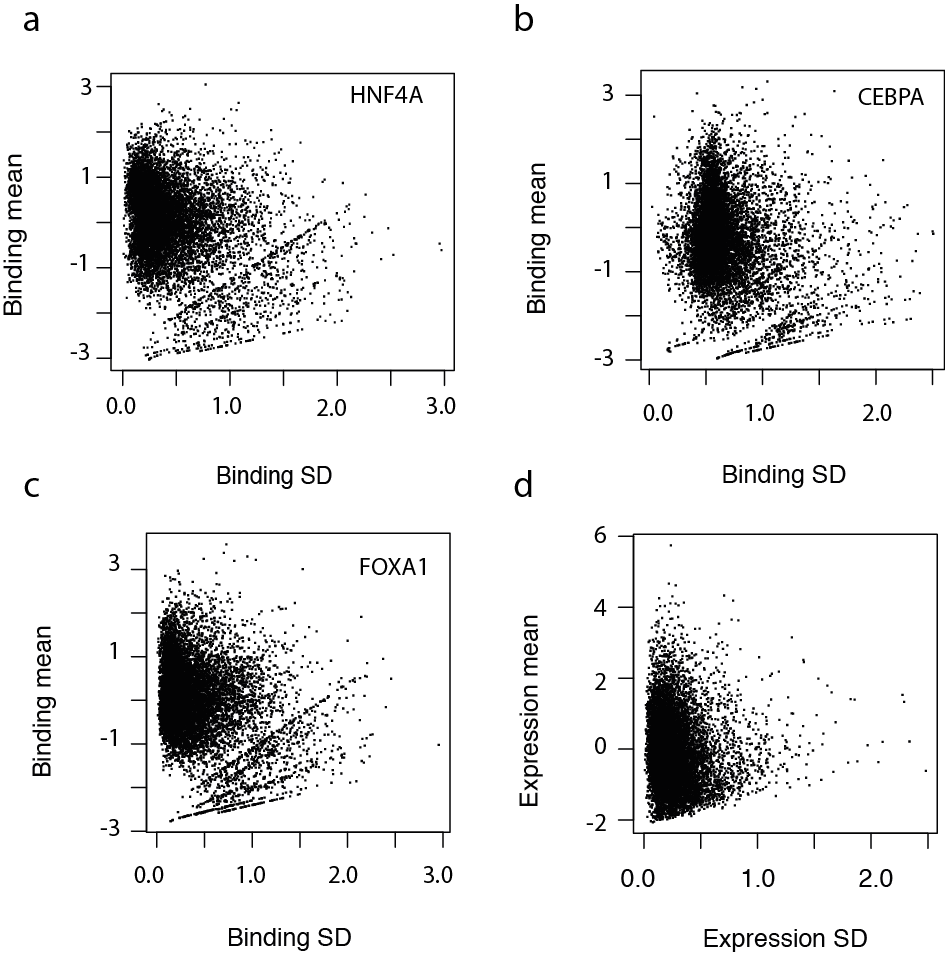 a
HNF4A
3
1
-1
-3
Binding mean
0.0 1.0 2.0 3.0
Binding SD
b
CEBPA
3
1
-1
-3
Binding mean
0.0 1.0 2.0
Binding SD
c
FOXA1
3
1
-1
-3
Binding mean
0.0 1.0 2.0 3.0
Binding SD
d
6
4
2
0
-2
Expression mean
0.0 1.0 2.0
Expression SD